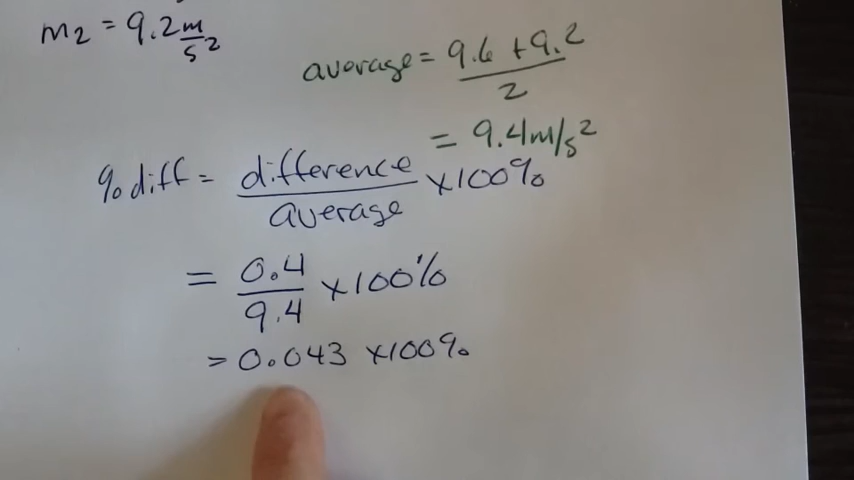 m₂ = 9.2 m/s²
average = 9.6 + 9.2 / 2
= 9.4 m/s²
% diff = difference / average × 100%
= 0.4 / 9.4 × 100%
= 0.043 × 100%